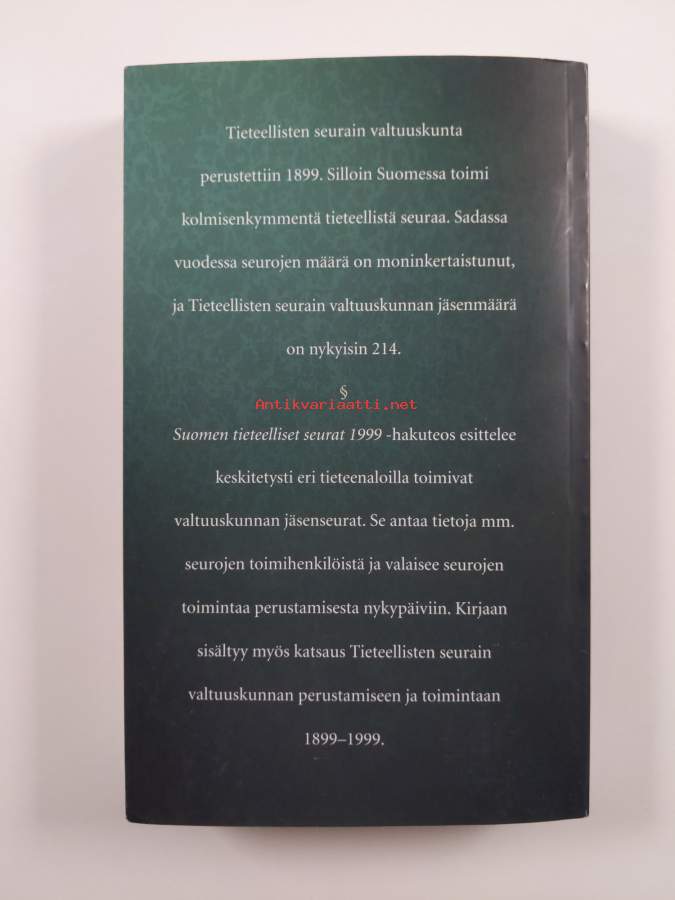 Tieteellisten seurain valtuuskunta
perustettiin 1899. Silloin Suomessa toimi
kolmisenkymmentä tieteellistä seuraa. Sadassa
vuodessa seurojen määrä on moninkertaistunut,
ja Tieteellisten seurain valtuuskunnan jäsenmäärä
on nykyisin 214.
§
Antikvariaatti.net
Suomen tieteelliset seurat 1999 -hakuteos esittelee
keskitetysti eri tieteenaloilla toimivat
valtuuskunnan jäsenseurat. Se antaa tietoja mm.
seurojen toimihenkilöistä ja valaisee seurojen
toimintaa perustamisesta nykypäiviin. Kirjaan
sisältyy myös katsaus Tieteellisten seurain
valtuuskunnan perustamiseen ja toimintaan
1899–1999.